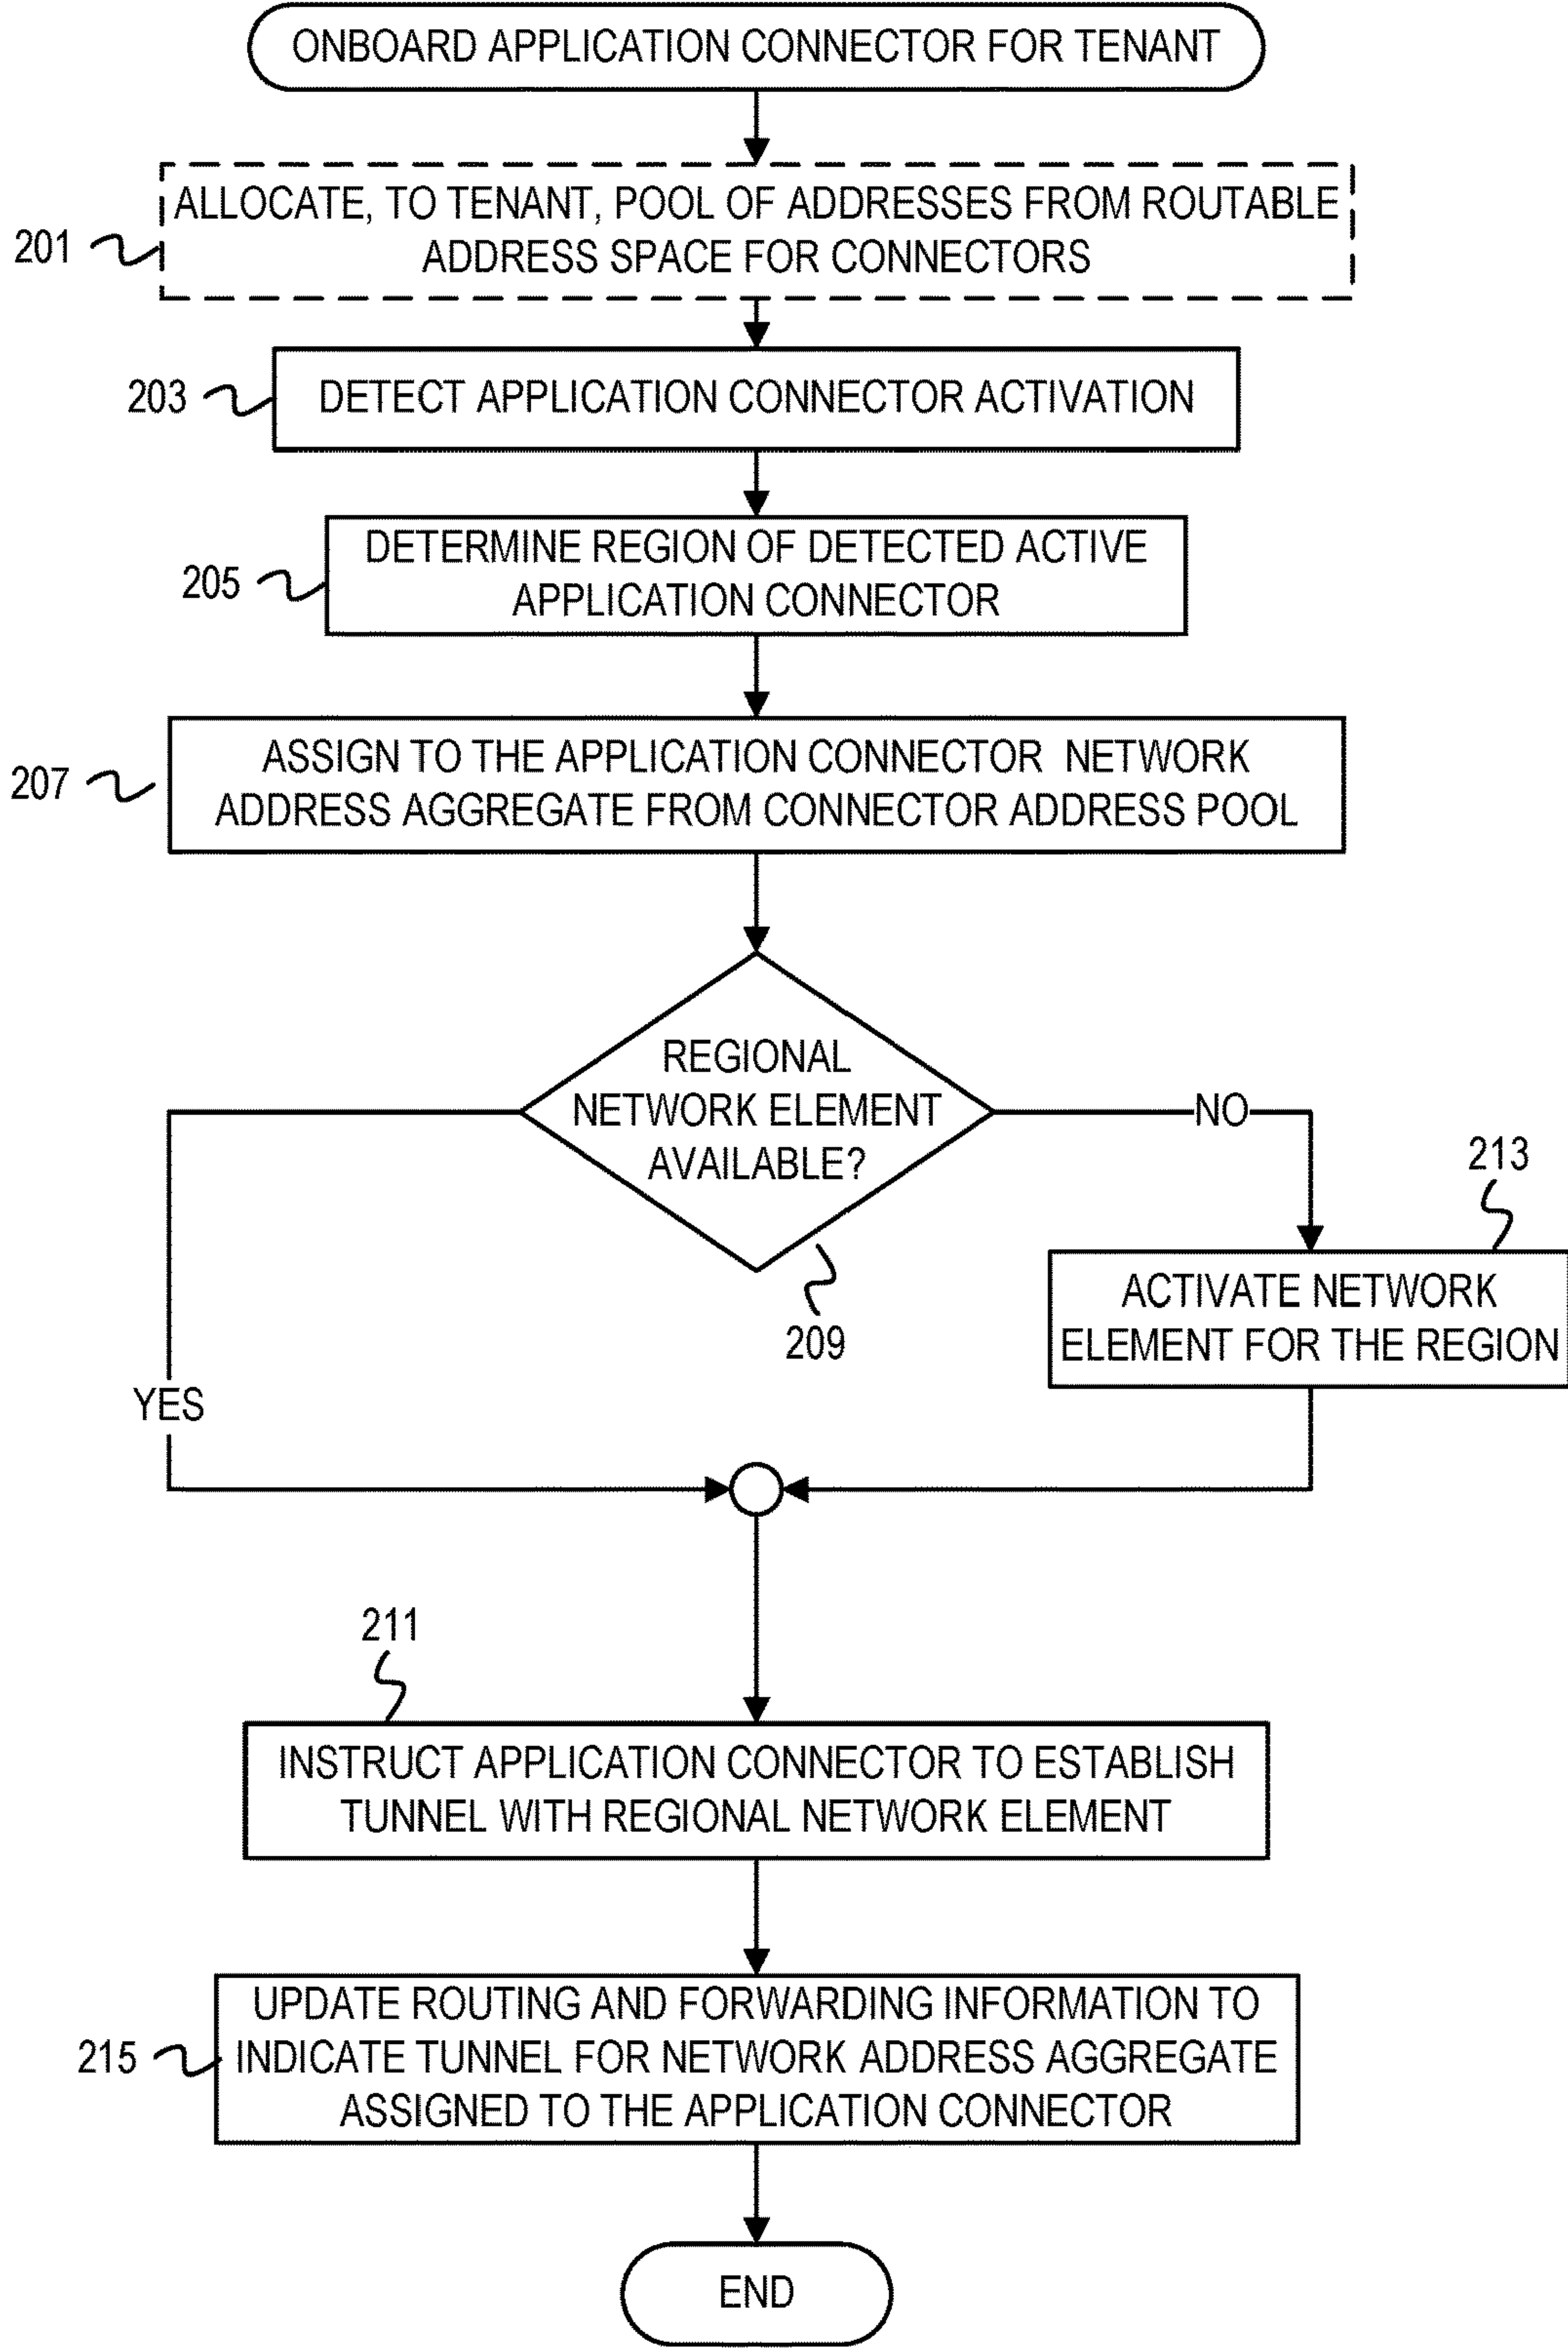 ONBOARD APPLICATION CONNECTOR FOR TENANT
ALLOCATE, TO TENANT, POOL OF ADDRESSES FROM ROUTABLE
ADDRESS SPACE FOR CONNECTORS
201
DETECT APPLICATION CONNECTOR ACTIVATION
203
DETERMINE REGION OF DETECTED ACTIVE
APPLICATION CONNECTOR
205
ASSIGN TO THE APPLICATION CONNECTOR NETWORK
ADDRESS AGGREGATE FROM CONNECTOR ADDRESS POOL
207
REGIONAL
NETWORK ELEMENT
AVAILABLE?
209
NO
213
ACTIVATE NETWORK
ELEMENT FOR THE REGION
YES
211
INSTRUCT APPLICATION CONNECTOR TO ESTABLISH
TUNNEL WITH REGIONAL NETWORK ELEMENT
UPDATE ROUTING AND FORWARDING INFORMATION TO
INDICATE TUNNEL FOR NETWORK ADDRESS AGGREGATE
ASSIGNED TO THE APPLICATION CONNECTOR
215
END